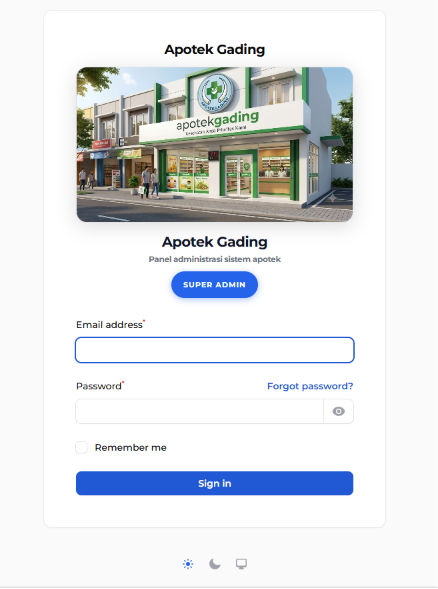 Apotek Gading
apotekgading
Apotek Gading
Panel administrasi sistem apotek
SUPER ADMIN
Email address*
Password*
Forgot password?
Remember me
Sign in